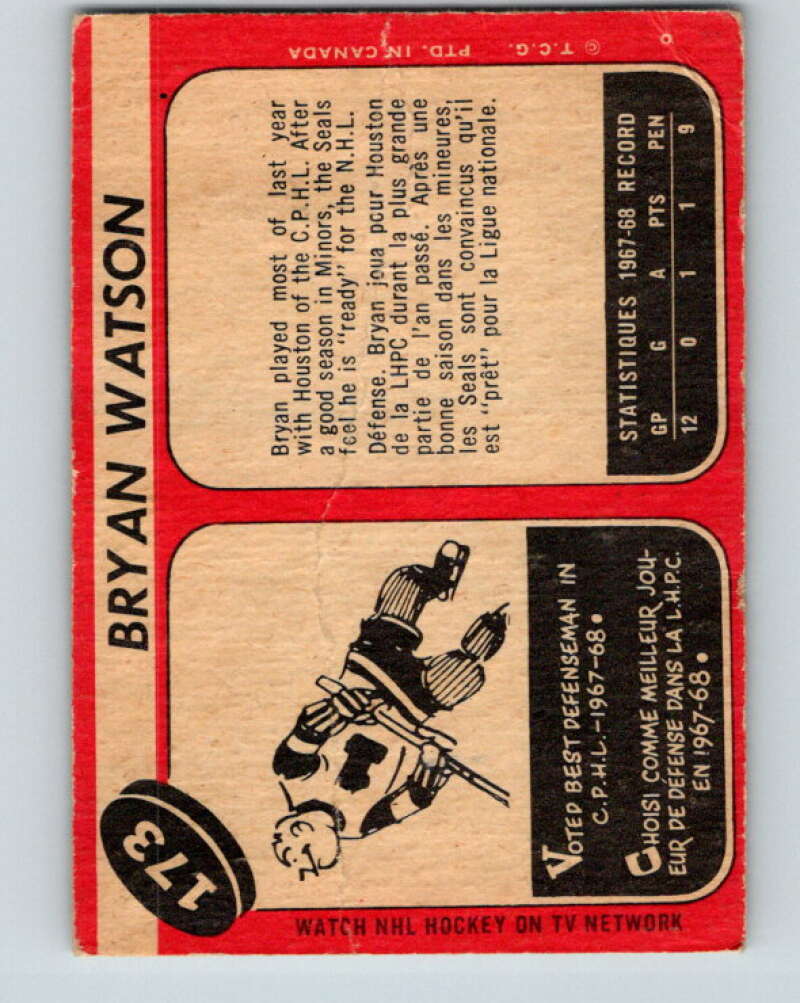 173
BRYAN WATSON
WATCH NHL HOCKEY ON TV NETWORK
VOTED BEST DEFENSEMAN IN
C.P.H.L.-1967-68•
CHOISI COMME MEILLEUR JOU-
EUR DE DÉFENSE DANS LA L.H.P.C.
EN 1967-68•
Bryan played most of last year
with Houston of the C.P.H.L. After
a good season in Minors, the Seals
feel he is "ready" for the N.H.L.
Défense. Bryan joua pour Houston
de la LHPC durant la plus grande
partie de l'an passé. Après une
bonne saison dans les mineures,
les Seals sont convaincus qu'il
est "prêt" pour la Ligue nationale.
STATISTIQUES 1967-68 RECORD
GP G A PTS PEN
12 0 1 1 9
© T.C.G. PTD. IN CANADA